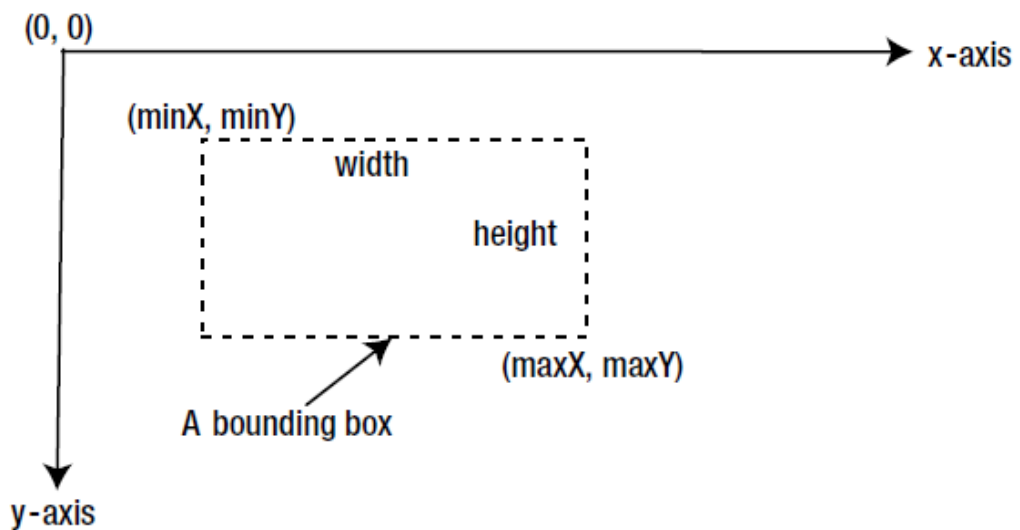 (0, 0)
x-axis
(minX, minY)
width
height
(maxX, maxY)
A bounding box
y-axis